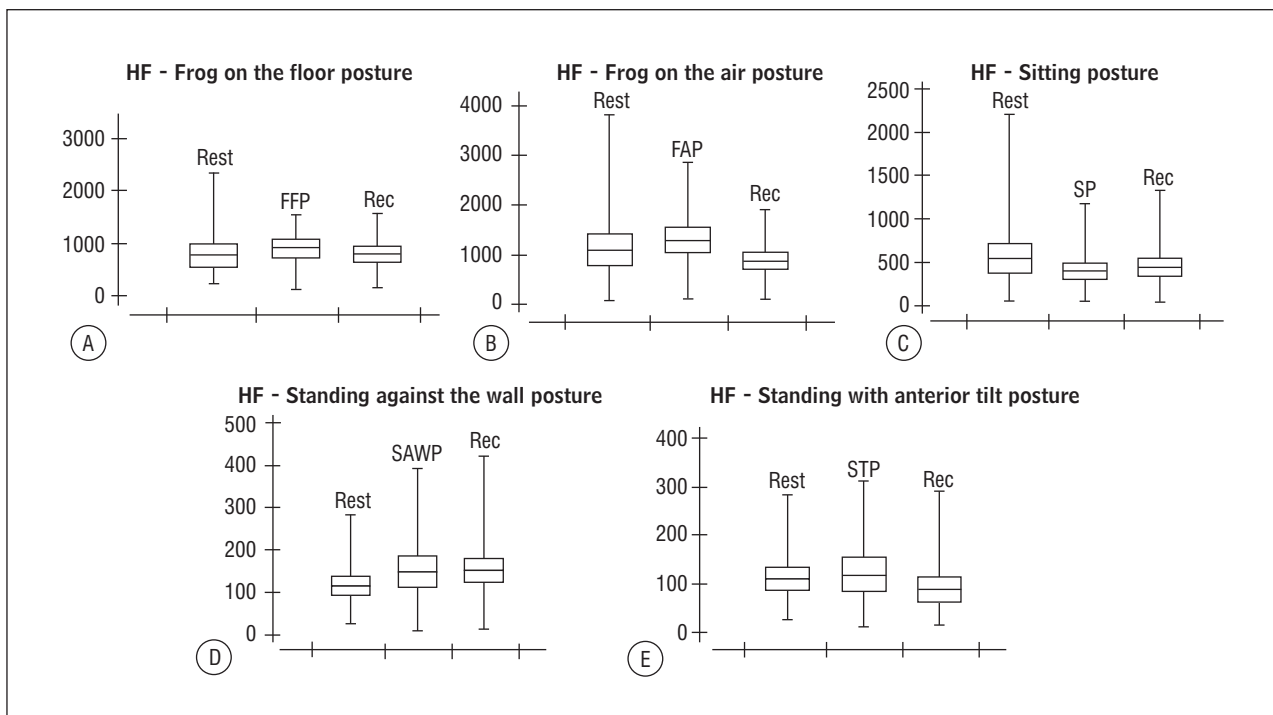 HF - Frog on the floor posture
3000
2000
1000
0
Rest
FFP
Rec
A
HF - Frog on the air posture
4000
3000
2000
1000
0
Rest
FAP
Rec
B
HF - Sitting posture
2500
2000
1500
1000
500
0
Rest
SP
Rec
C
HF - Standing against the wall posture
500
400
300
200
100
0
Rest
SAWP
Rec
D
HF - Standing with anterior tilt posture
400
300
200
100
0
Rest
STP
Rec
E